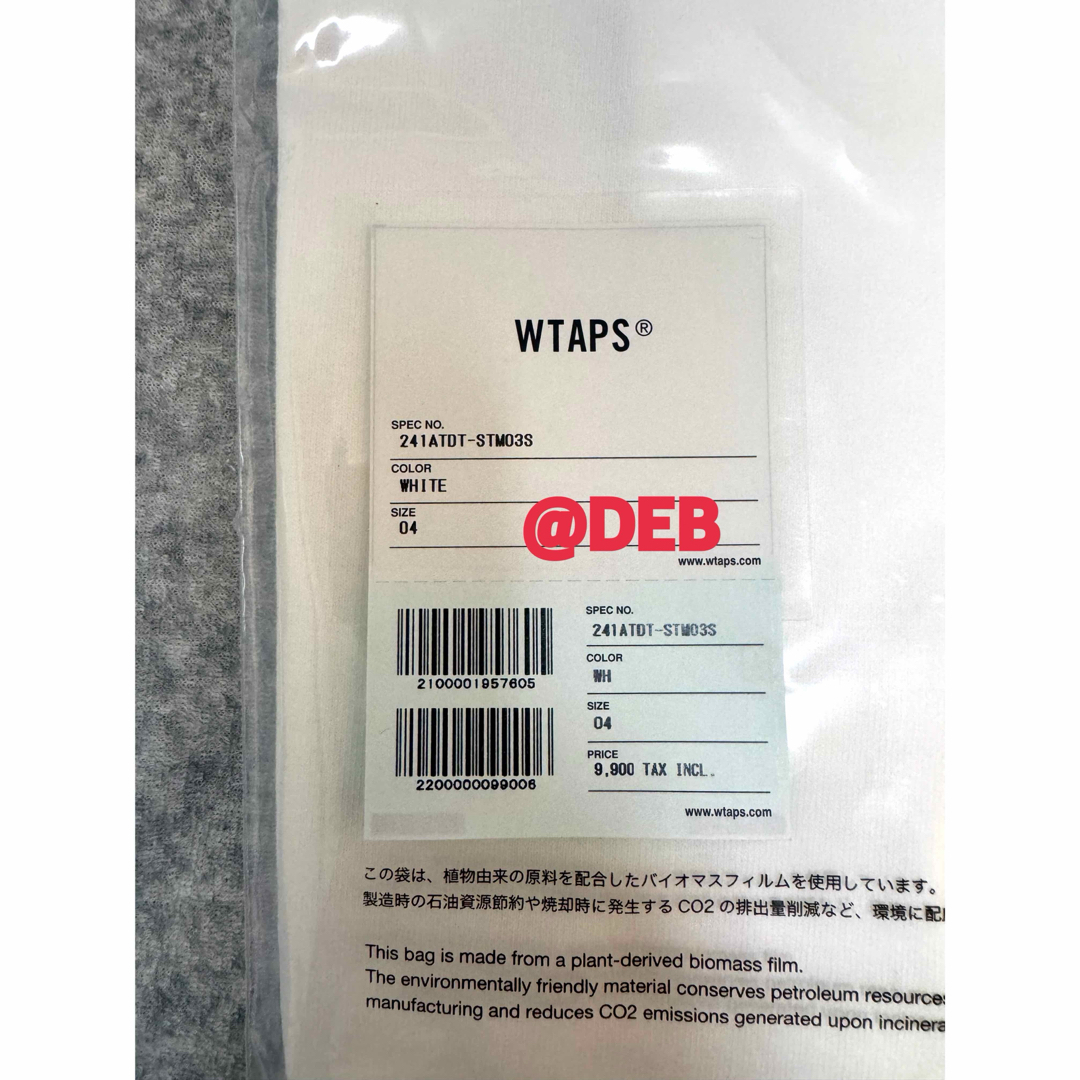 WTAPS®
SPEC NO.
241ATDT-STM03S
COLOR
WHITE
SIZE
04
@DEB
www.wtaps.com
2100001957605
2200000099006
SPEC NO.
241ATDT-STM03S
COLOR
WH
SIZE
04
PRICE
9,900 TAX INCL.
www.wtaps.com
この袋は、植物由来の原料を配合したバイオマスフィルムを使用しています。
製造時の石油資源節約や焼却時に発生するCO2の排出量削減など、環境に配
This bag is made from a plant-derived biomass film.
The environmentally friendly material conserves petroleum resources
manufacturing and reduces CO2 emissions generated upon incinera